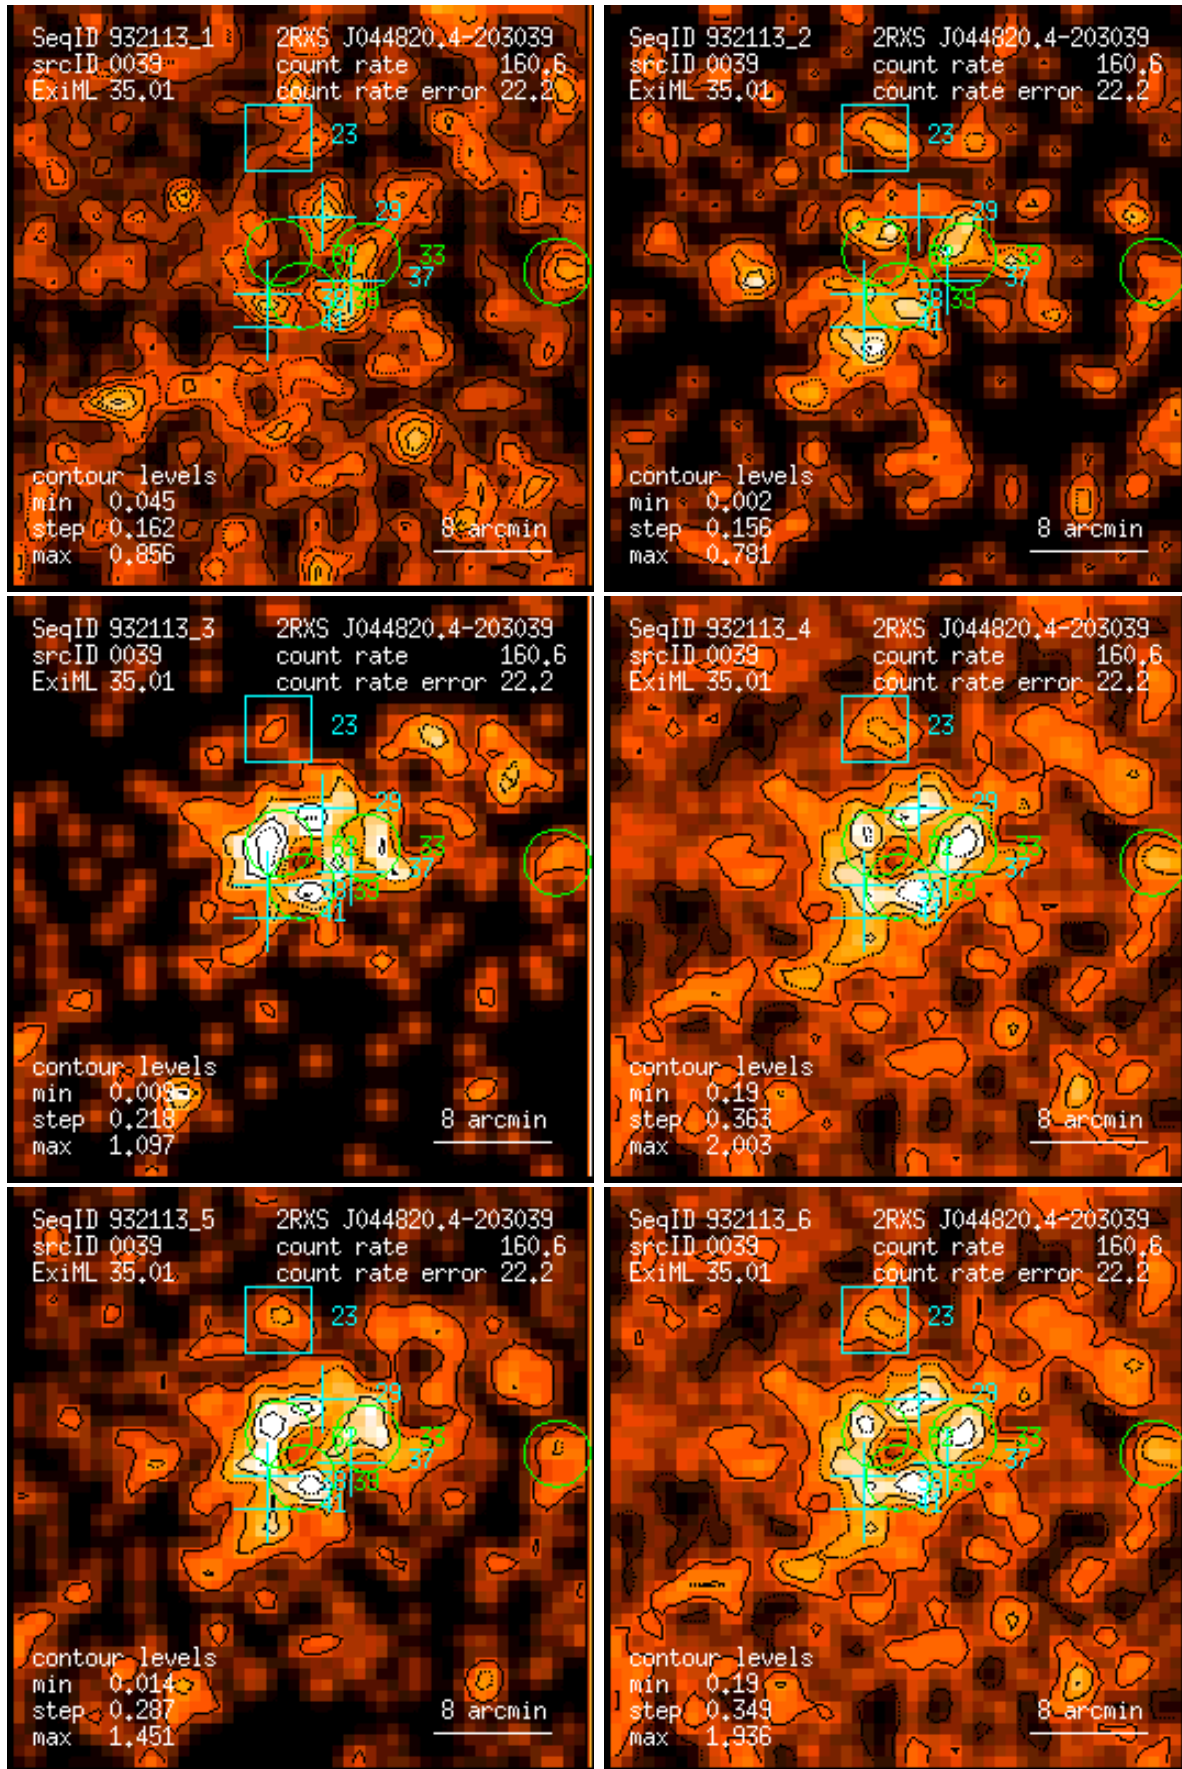 SeqID 932113_1 2RXS J044820.4-203039
srcID 0039 count rate 160.6
ExiML 35.01 count rate error 22.2
23
29
33
37
39
41
contour levels
min 0.045
step 0.162 8 arcmin
max 0.856
SeqID 932113_2 2RXS J044820.4-203039
srcID 0039 count rate 160.6
ExiML 35.01 count rate error 22.2
23
29
33
37
39
41
contour levels
min 0.002
step 0.156 8 arcmin
max 0.781
SeqID 932113_3 2RXS J044820.4-203039
srcID 0039 count rate 160.6
ExiML 35.01 count rate error 22.2
23
29
33
37
39
41
contour levels
min 0.009
step 0.218 8 arcmin
max 1.097
SeqID 932113_4 2RXS J044820.4-203039
srcID 0039 count rate 160.6
ExiML 35.01 count rate error 22.2
23
29
33
37
39
41
contour levels
min 0.19
step 0.363 8 arcmin
max 2.003
SeqID 932113_5 2RXS J044820.4-203039
srcID 0039 count rate 160.6
ExiML 35.01 count rate error 22.2
23
29
33
37
39
41
contour levels
min 0.014
step 0.287 8 arcmin
max 1.451
SeqID 932113_6 2RXS J044820.4-203039
srcID 0039 count rate 160.6
ExiML 35.01 count rate error 22.2
23
29
33
37
39
41
contour levels
min 0.19
step 0.349 8 arcmin
max 1.936